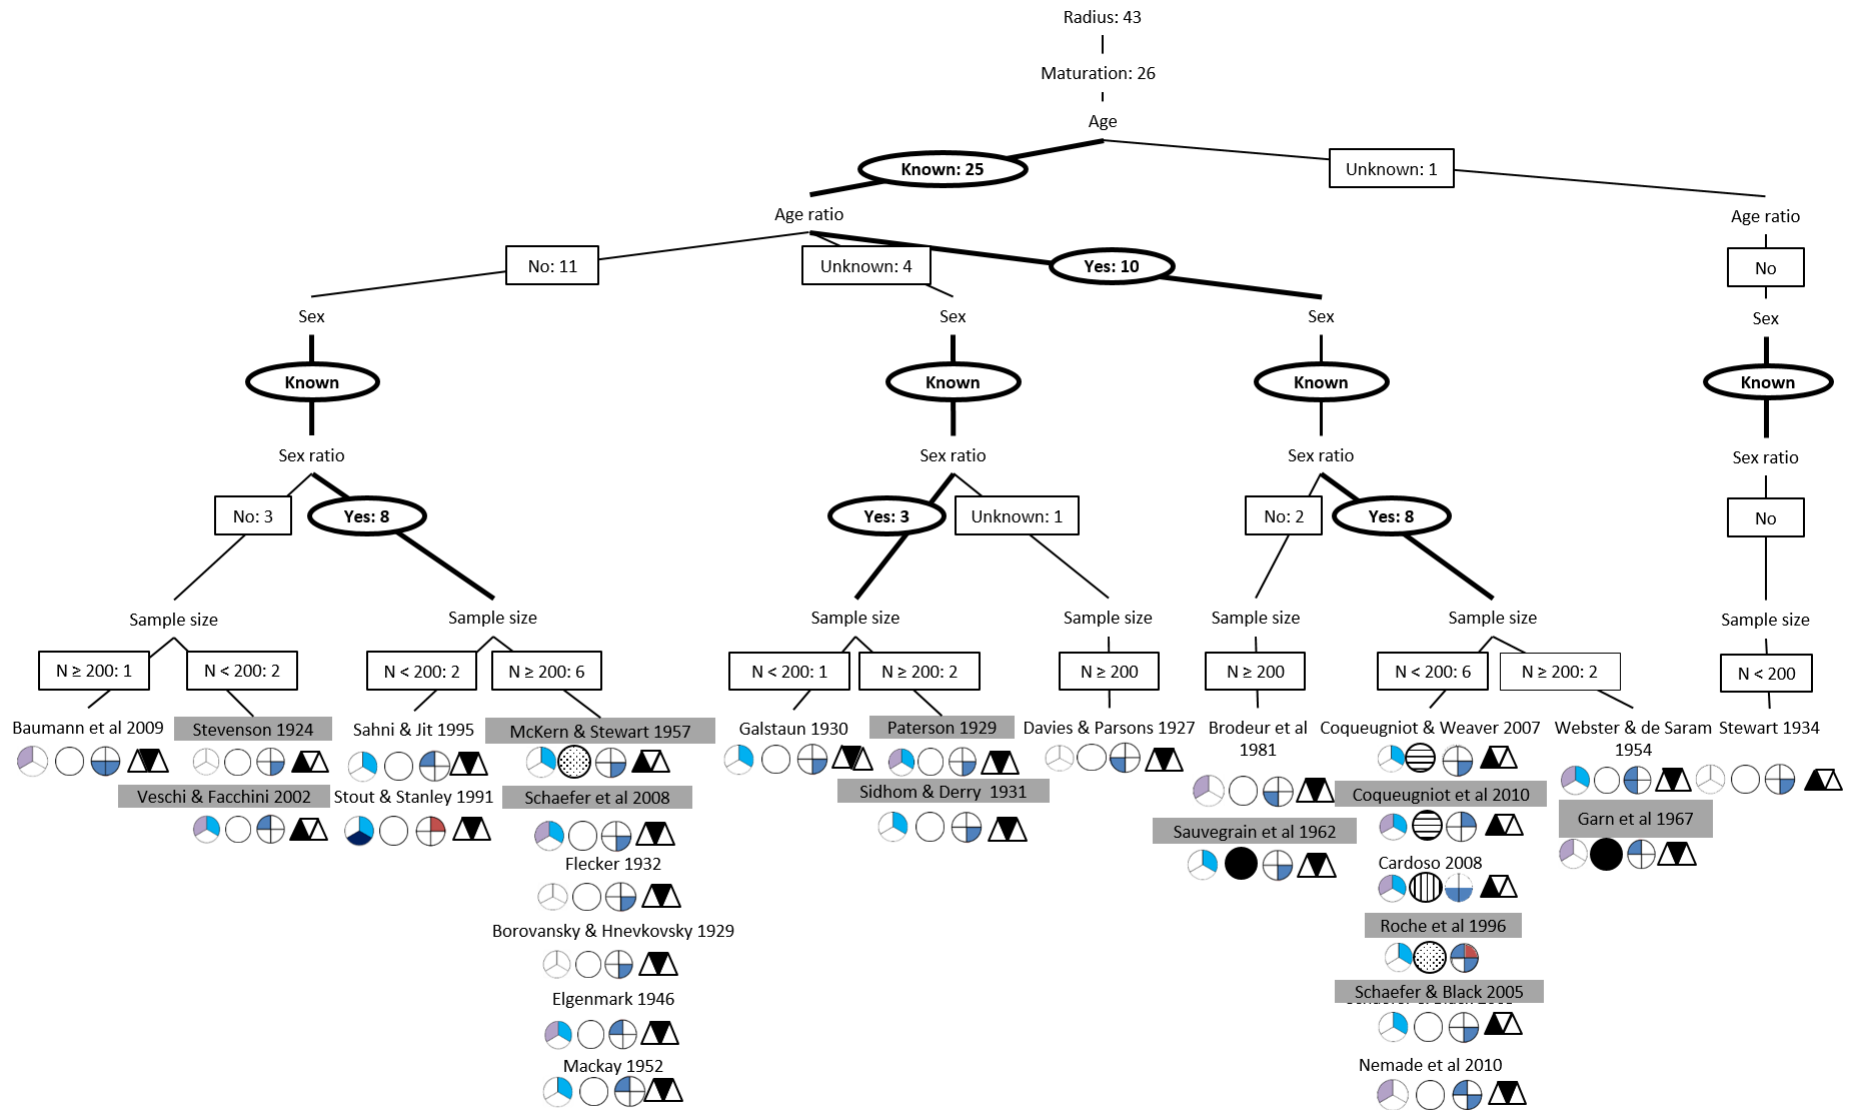 Radius: 43
Maturation: 26
Age
Known: 25
Unknown: 1
Age ratio
Age ratio
No: 11
Unknown: 4
Yes: 10
No
Sex
Sex
Sex
Sex
Known
Known
Known
Known
Sex ratio
Sex ratio
Sex ratio
Sex ratio
No: 3
Yes: 8
Yes: 3
Unknown: 1
No: 2
Yes: 8
No
Sample size
Sample size
Sample size
Sample size
Sample size
Sample size
Sample size
N ≥ 200: 1
N < 200: 2
N < 200: 2
N ≥ 200: 6
N < 200: 1
N ≥ 200: 2
N ≥ 200
N ≥ 200
N < 200: 6
N ≥ 200: 2
N < 200
Baumann et al 2009
Stevenson 1924
Sahni & Jit 1995
McKern & Stewart 1957
Galstaun 1930
Paterson 1929
Davies & Parsons 1927
Brodeur et al
1981
Coqueugniot & Weaver 2007
Webster & de Saram
1954
Stewart 1934
Veschi & Facchini 2002
Stout & Stanley 1991
Schaefer et al 2008
Sidhom & Derry 1931
Coqueugniot et al 2010
Sauvegrain et al 1962
Garn et al 1967
Flecker 1932
Cardoso 2008
Borovansky & Hnevkovsky 1929
Roche et al 1996
Elgenmark 1946
Schaefer & Black 2005
Mackay 1952
Nemade et al 2010